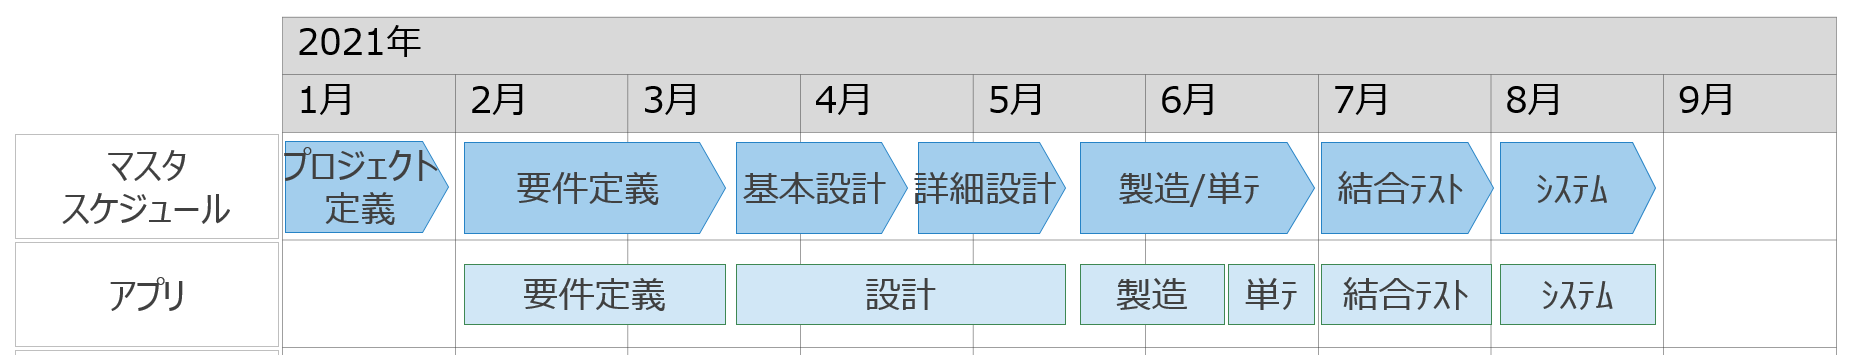 2021年
1月 2月 3月 4月 5月 6月 7月 8月 9月
マスタ
スケジュール
プロジェクト
定義
要件定義
基本設計
詳細設計
製造/単ﾃ
結合ﾃｽﾄ
ｼｽﾃﾑ
アプリ
要件定義
設計
製造
単ﾃ
結合ﾃｽﾄ
ｼｽﾃﾑ